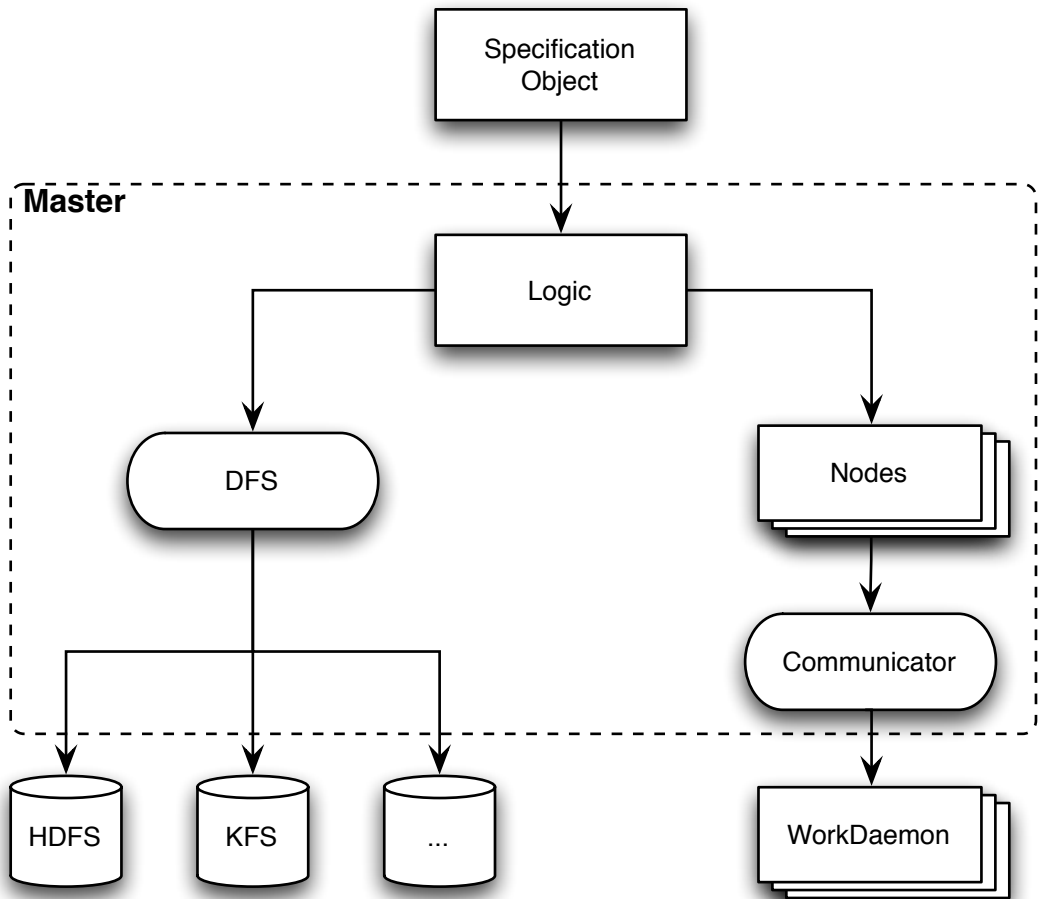 Specification
Object
Master
Logic
DFS
Nodes
Communicator
HDFS
KFS
...
WorkDaemon